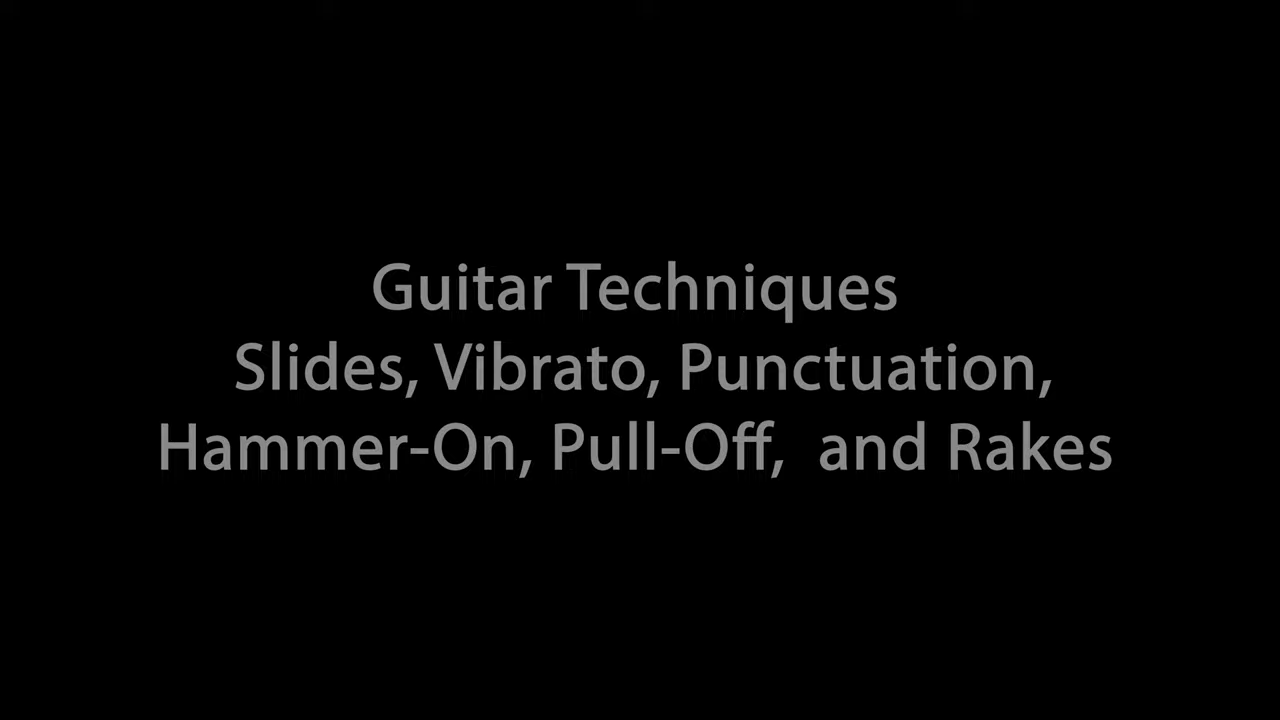 Guitar Techniques
Slides, Vibrato, Punctuation,
Hammer-On, Pull-Off,  and Rakes